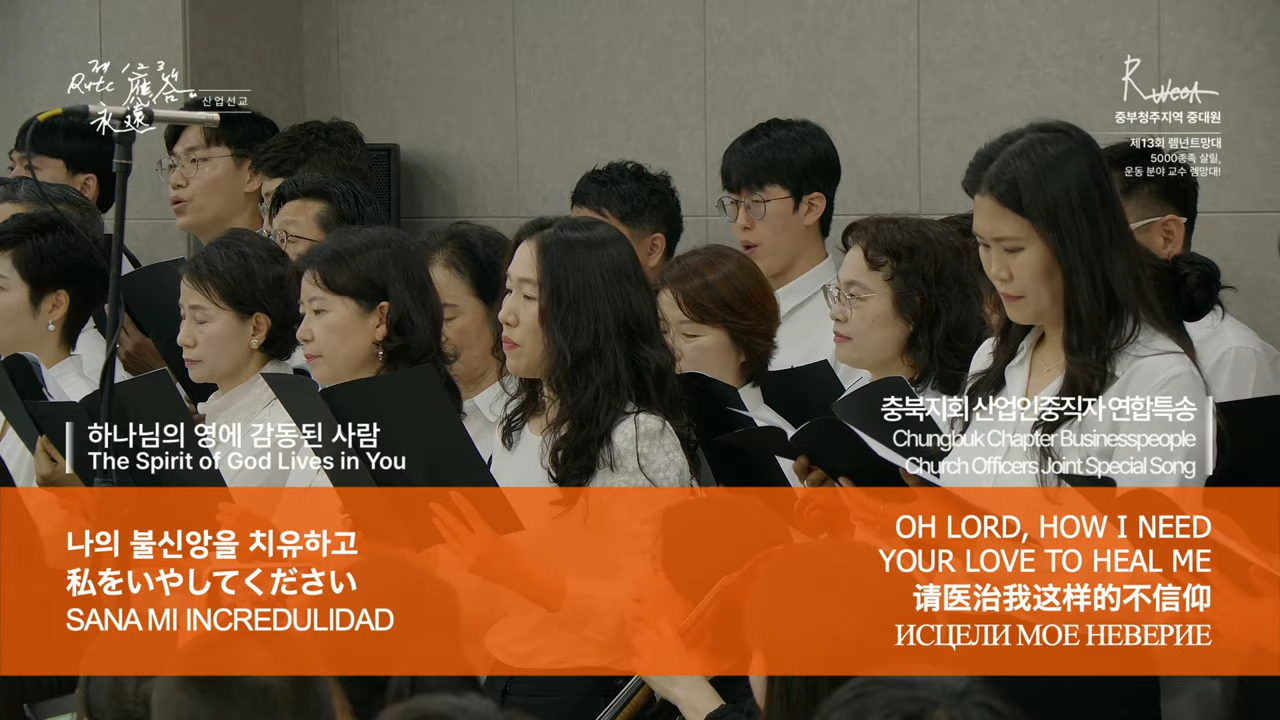 Rutc
應答
永遠
산업선교
R WEEK
중부청주지역 중대원
제13회 렘넌트망대
5000종족 살릴,
운동 분야 교수 렘망대!
하나님의 영에 감동된 사람
The Spirit of God Lives in You
충북지회 산업인중직자 연합특송
Chungbuk Chapter Businesspeople
Church Officers Joint Special Song
나의 불신앙을 치유하고
私をいやしてください
SANA MI INCREDULIDAD
OH LORD, HOW I NEED
YOUR LOVE TO HEAL ME
请医治我这样的不信仰
ИСЦЕЛИ МОЕ НЕВЕРИЕ